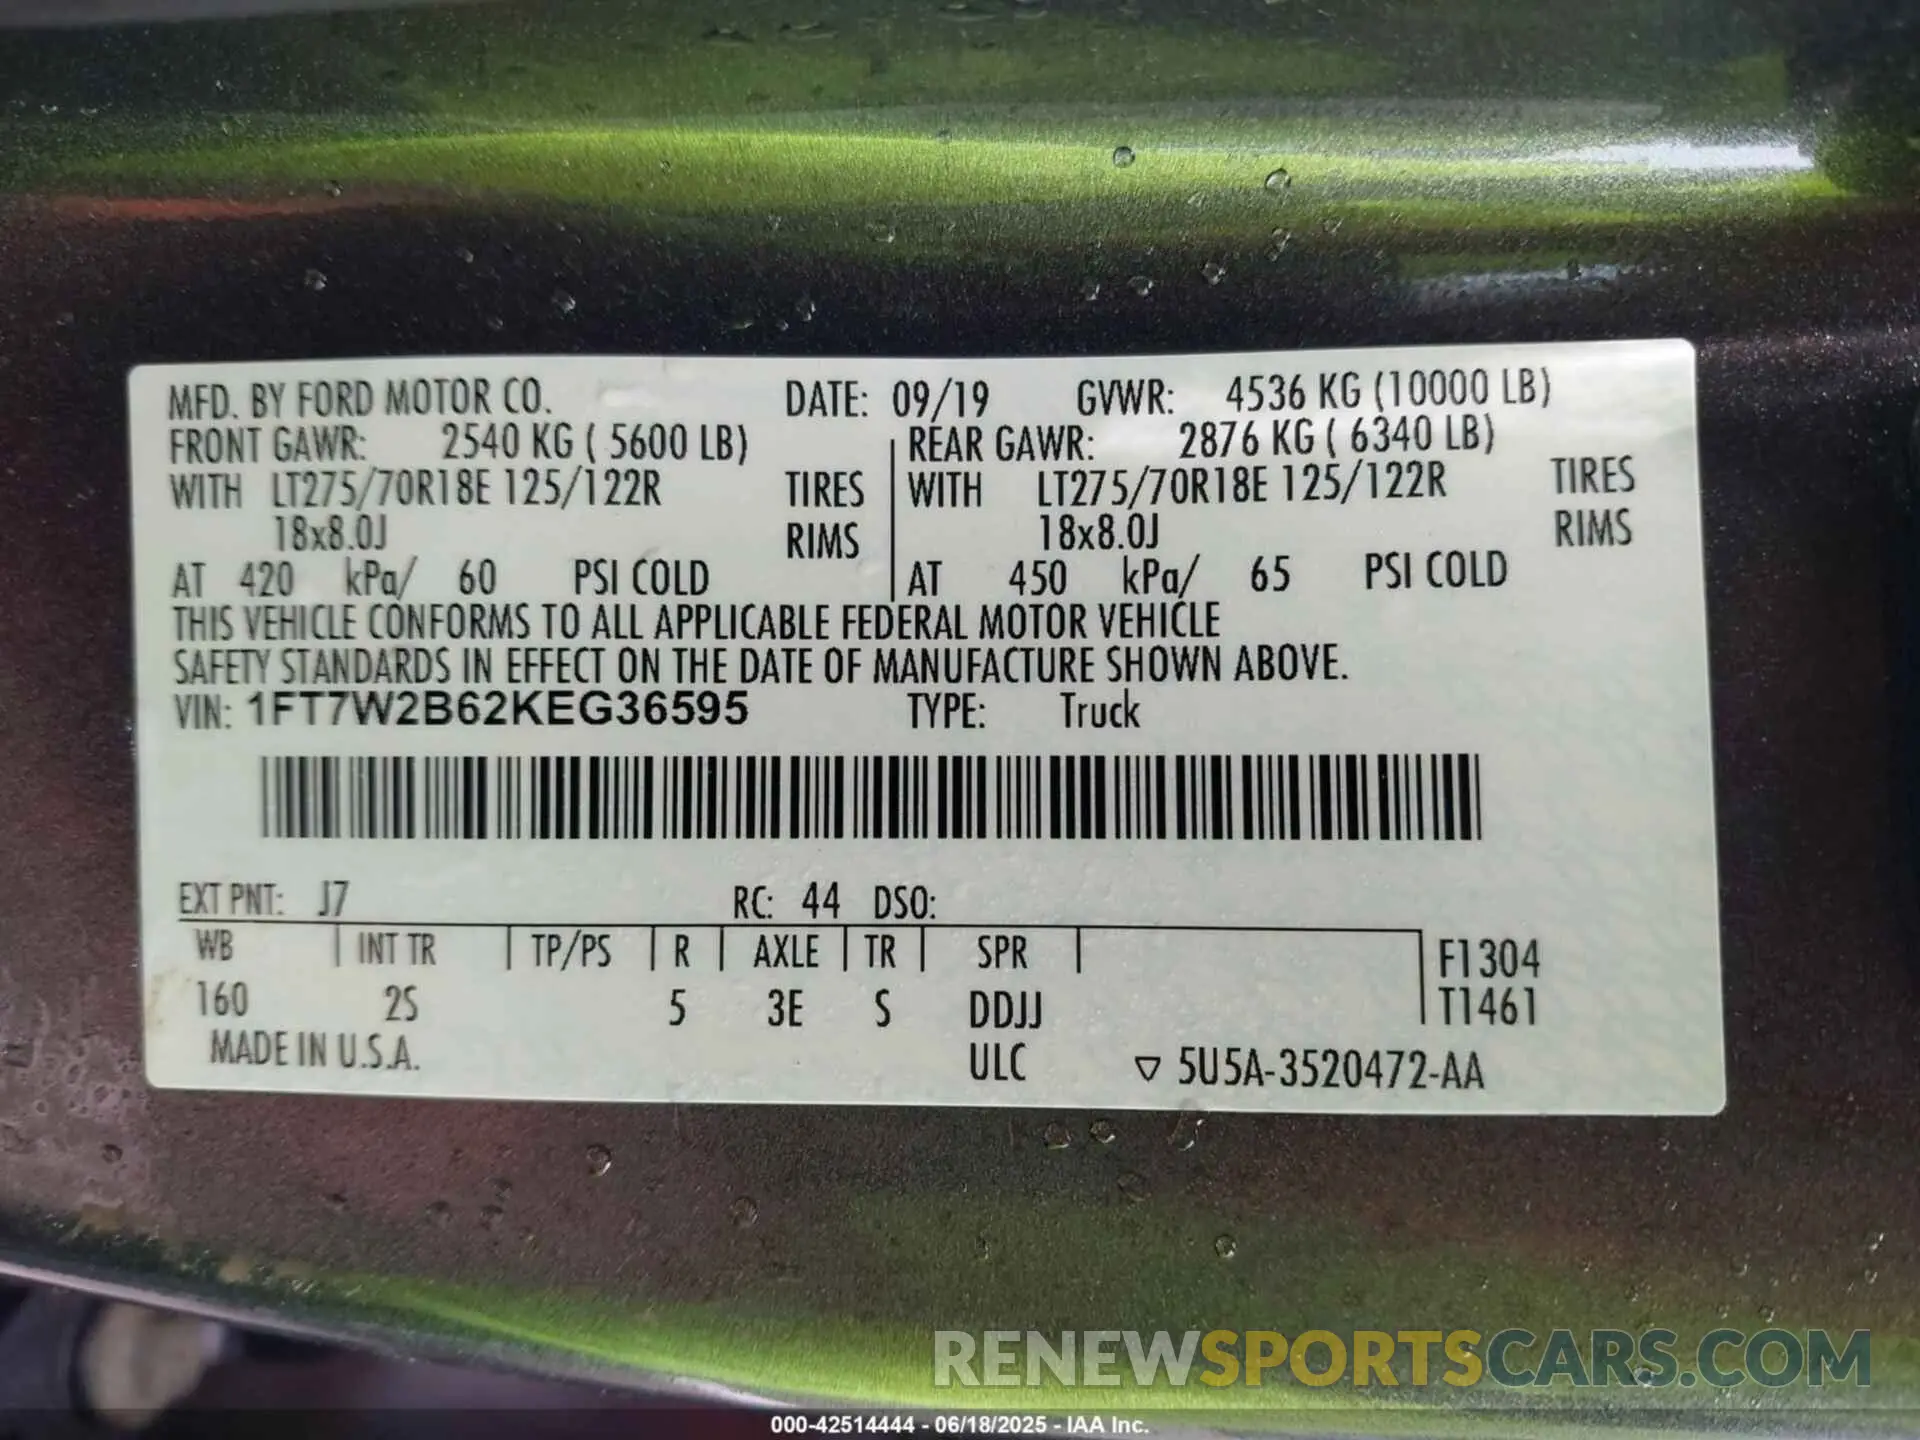 MFD. BY FORD MOTOR CO. DATE: 09/19 GVWR: 4536 KG (10000 LB)
FRONT GAWR: 2540 KG ( 5600 LB) REAR GAWR: 2876 KG ( 6340 LB)
WITH LT275/70R18E 125/122R TIRES WITH LT275/70R18E 125/122R TIRES
18x8.0J RIMS 18x8.0J RIMS
AT 420 kPa/ 60 PSI COLD AT 450 kPa/ 65 PSI COLD
THIS VEHICLE CONFORMS TO ALL APPLICABLE FEDERAL MOTOR VEHICLE
SAFETY STANDARDS IN EFFECT ON THE DATE OF MANUFACTURE SHOWN ABOVE.
VIN: 1FT7W2B62KEG36595 TYPE: Truck
EXT PNT: J7 RC: 44 DSO:
WB INT TR TP/PS R AXLE TR SPR F1304
160 2S 5 3E S DDJJ T1461
MADE IN U.S.A. ULC ▽ 5U5A-3520472-AA
RENEWSPORTSCARS.COM
000-42514444 - 06/18/2025 - IAA Inc.